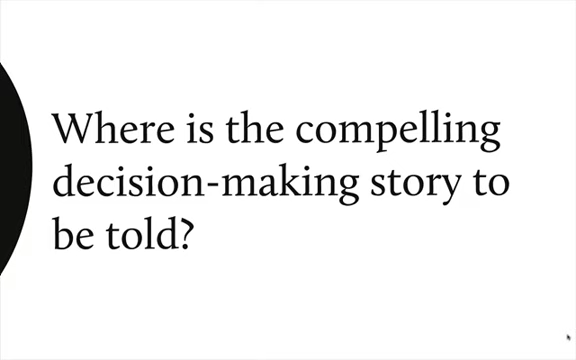 Where is the compelling
decision-making story to
be told?